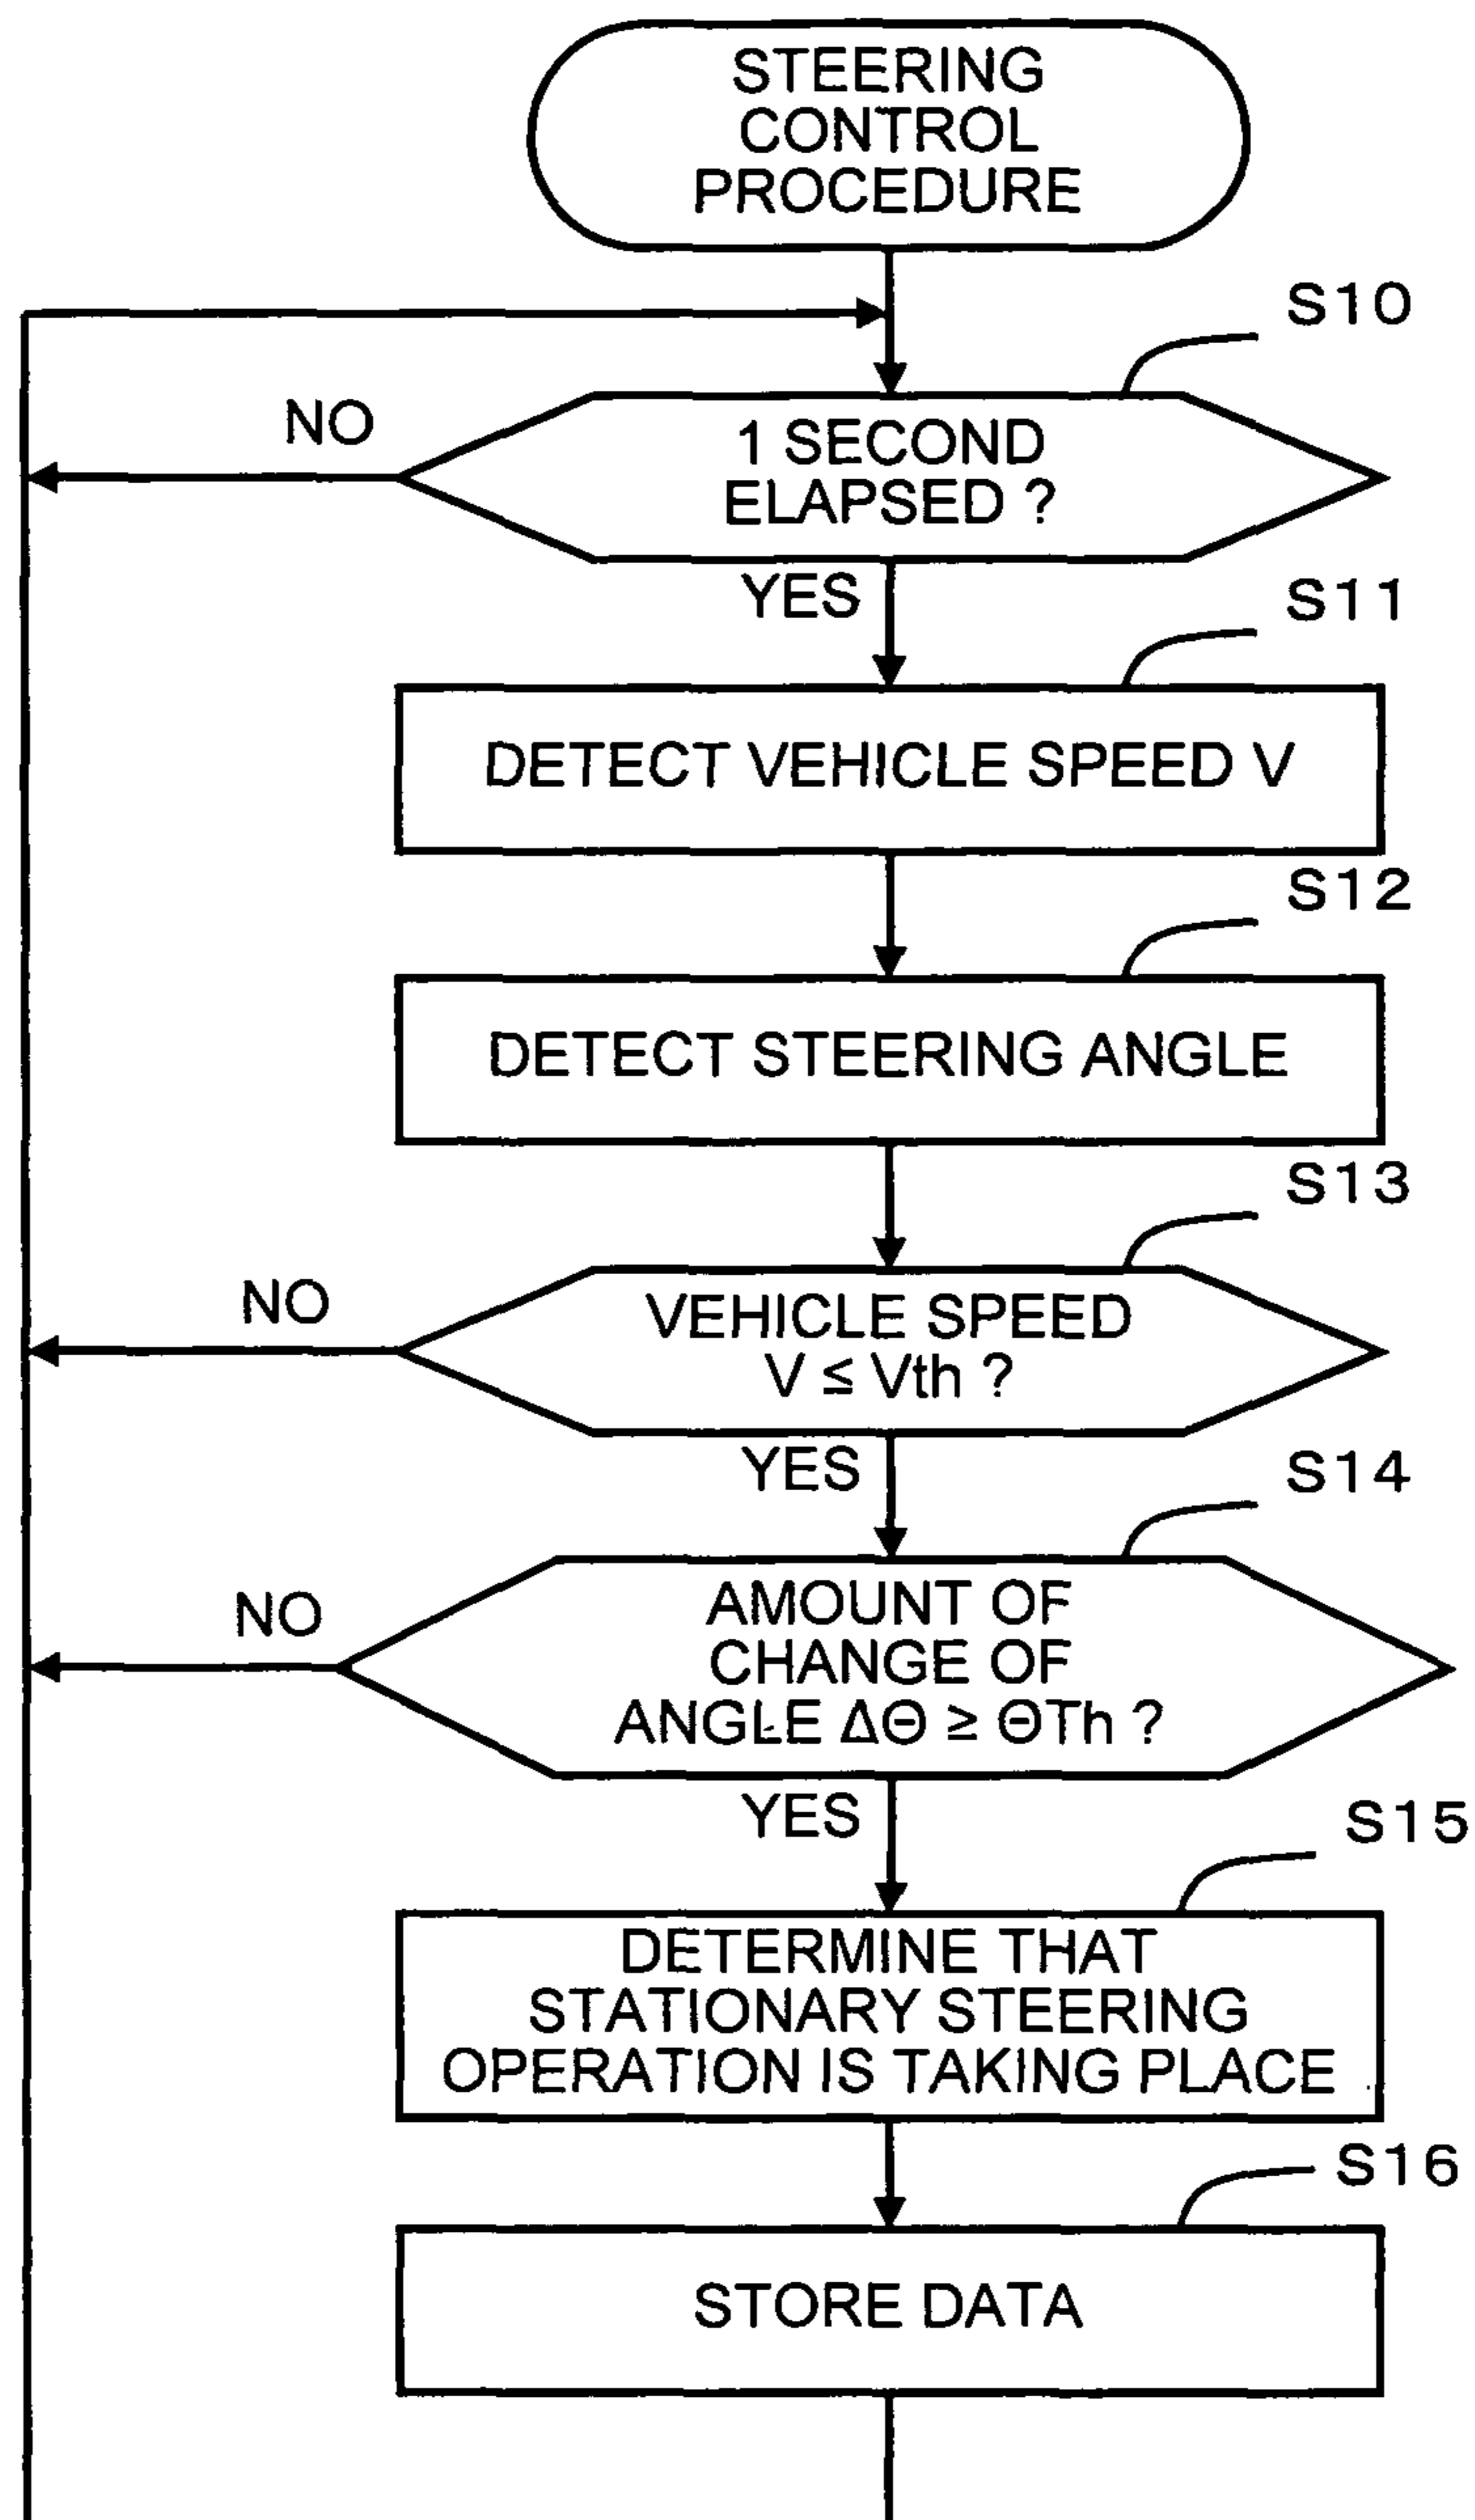 STEERING
CONTROL
PROCEDURE
S10
NO
1 SECOND
ELAPSED ?
YES
S11
DETECT VEHICLE SPEED V
S12
DETECT STEERING ANGLE
S13
NO
VEHICLE SPEED
V ≤ Vth ?
YES
S14
NO
AMOUNT OF
CHANGE OF
ANGLE ΔΘ ≥ ΘTh ?
YES
S15
DETERMINE THAT
STATIONARY STEERING
OPERATION IS TAKING PLACE
S16
STORE DATA